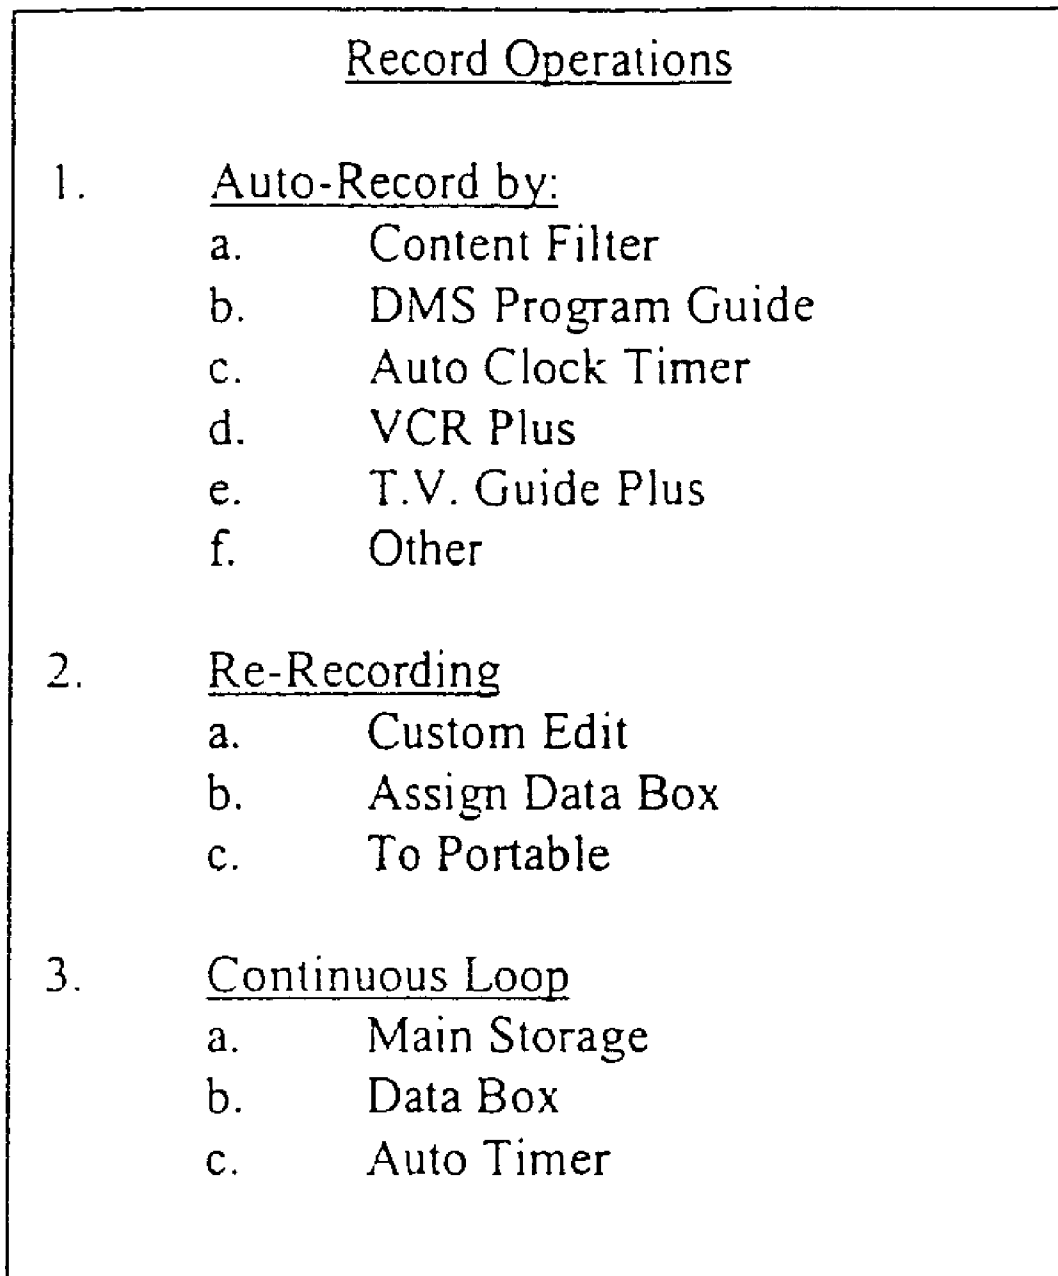 Record Operations
1. Auto-Record by:
a. Content Filter
b. DMS Program Guide
c. Auto Clock Timer
d. VCR Plus
e. T.V. Guide Plus
f. Other
2. Re-Recording
a. Custom Edit
b. Assign Data Box
c. To Portable
3. Continuous Loop
a. Main Storage
b. Data Box
c. Auto Timer